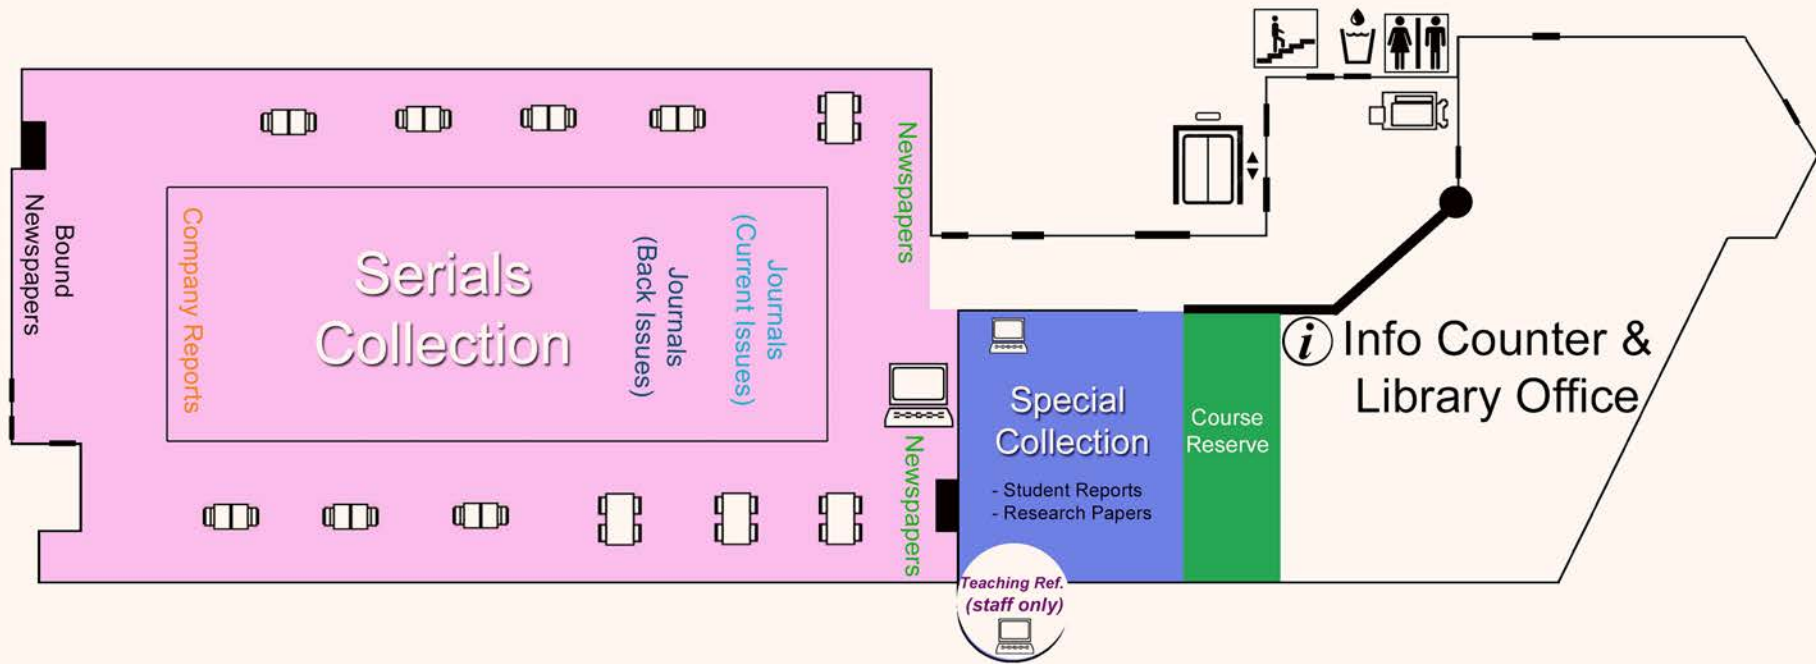 Bound
Newspapers
Company Reports
Serials
Collection
Journals
(Back Issues)
Journals
(Current Issues)
Newspapers
Newspapers
Special
Collection
- Student Reports
- Research Papers
Teaching Ref.
(staff only)
Course
Reserve
i Info Counter &
Library Office